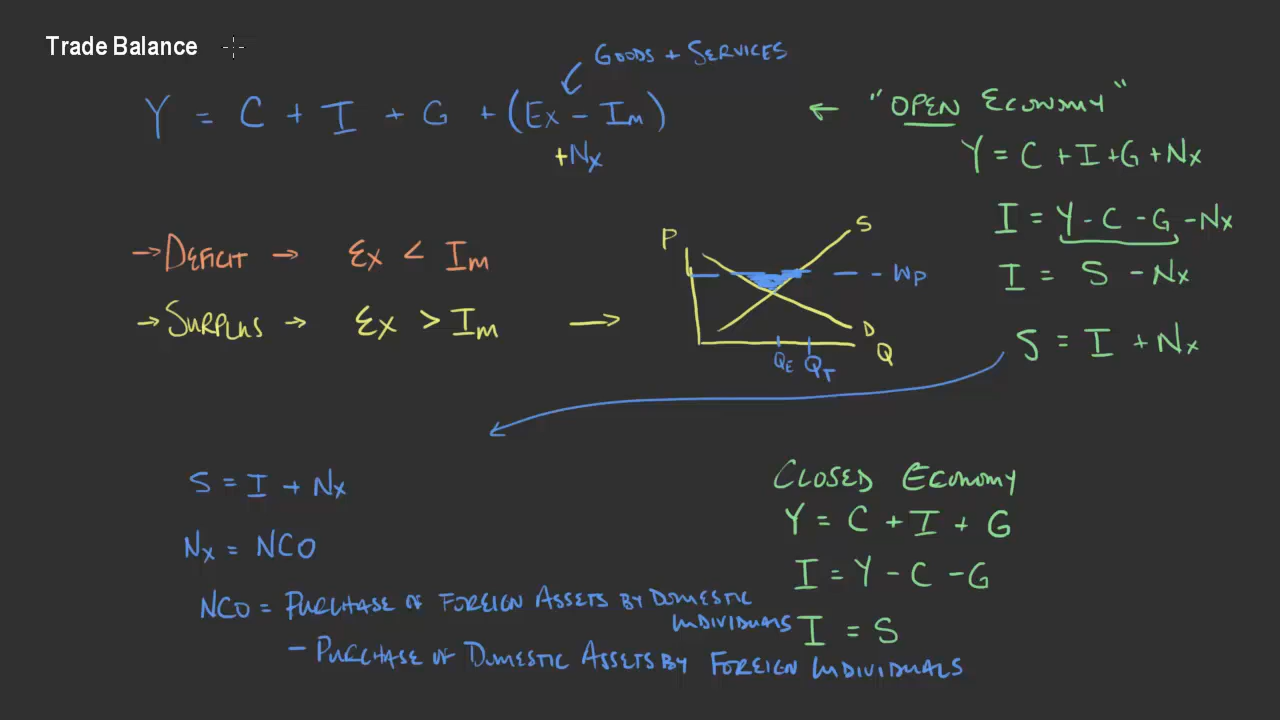 Trade Balance
GOODS + SERVICES
Y = C + I + G + (Ex - Im)
+Nx
← "OPEN ECONOMY"
Y = C + I + G + Nx
I = Y - C - G - Nx
I = S - Nx
S = I + Nx
→ DEFICIT → Ex < Im
→ SURPLUS → Ex > Im →
P
S
WP
D
Q
QE
QT
S = I + Nx
Nx = NCO
NCO = PURCHASE OF FOREIGN ASSETS BY DOMESTIC
INDIVIDUALS
- PURCHASE OF DOMESTIC ASSETS BY FOREIGN INDIVIDUALS
CLOSED ECONOMY
Y = C + I + G
I = Y - C - G
I = S